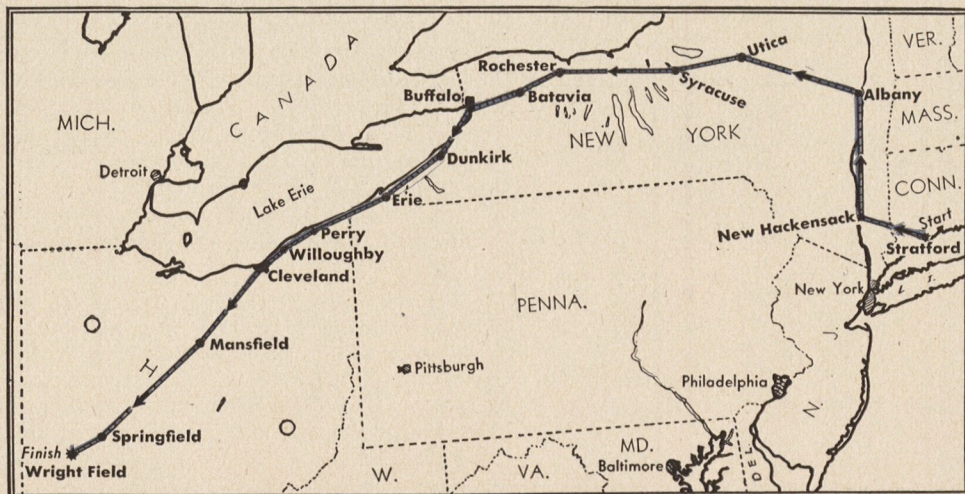 VER.
Utica
Rochester
Syracuse
CANADA
Buffalo
Batavia
Albany
MICH.
MASS.
NEW YORK
Dunkirk
Detroit
CONN.
Lake Erie
Erie
Start
New Hackensack
Stratford
Perry
Willoughby
Cleveland
L. I.
New York
PENNA.
O H I O
Mansfield
N. J.
Pittsburgh
Philadelphia
Springfield
Finish
Wright Field
MD.
Baltimore
DEL.
W. VA.